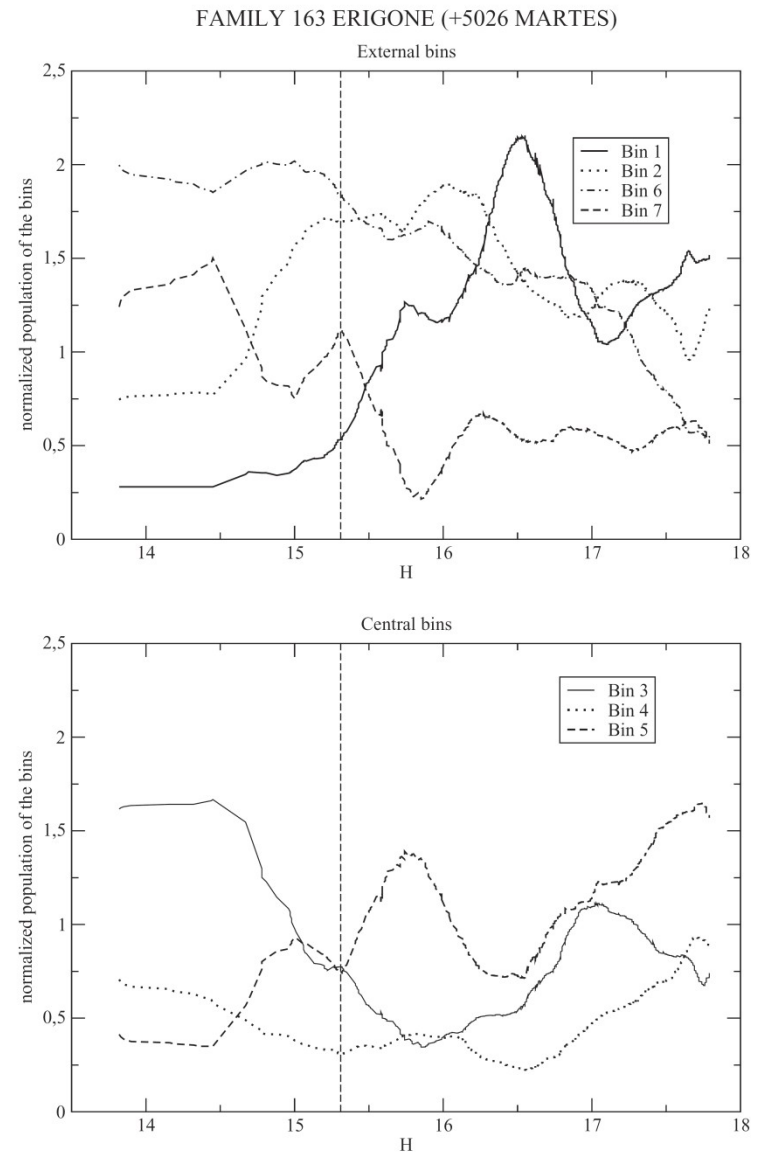 FAMILY 163 ERIGONE (+5026 MARTES)
External bins
2,5
2
1,5
1
0,5
0
normalized population of the bins
Bin 1
Bin 2
Bin 6
Bin 7
14 15 16 17 18
H
Central bins
2,5
2
1,5
1
0,5
0
normalized population of the bins
Bin 3
Bin 4
Bin 5
14 15 16 17 18
H